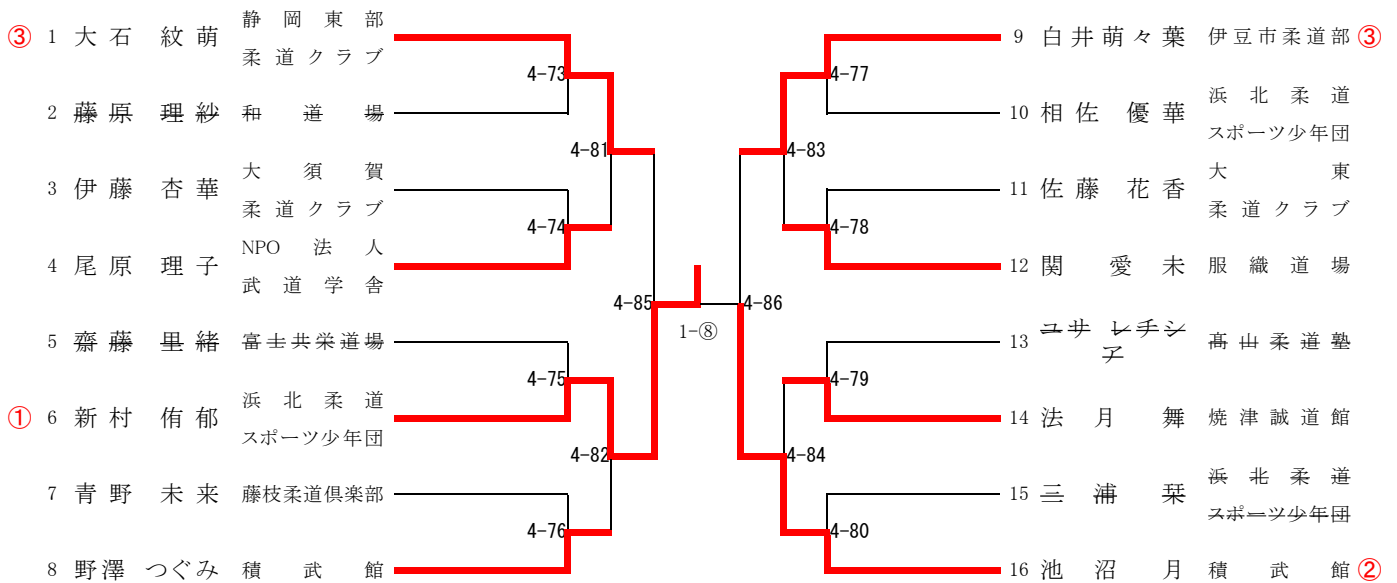 ③ 1 大石 紋萌 静岡東部
柔道クラブ
2 藤原 理紗 和道場
3 伊藤 杏華 大須賀
柔道クラブ
4 尾原 理子 NPO法人
武道学舎
5 齋藤 里緒 富士共栄道場
① 6 新村 侑郁 浜北柔道
スポーツ少年団
7 青野 未来 藤枝柔道倶楽部
8 野澤 つぐみ 積武館
4-73
4-74
4-75
4-76
4-81
4-82
4-85
1-⑧
4-86
4-83
4-84
4-77
4-78
4-79
4-80
9 白井萌々葉 伊豆市柔道部 ③
10 相佐 優華 浜北柔道
スポーツ少年団
11 佐藤 花香 大東
柔道クラブ
12 関 愛未 服織道場
13 ユサ レチシ
ア 髙山柔道塾
14 法月 舞 焼津誠道館
15 三浦 栞 浜北柔道
スポーツ少年団
16 池沼 月 積武館 ②